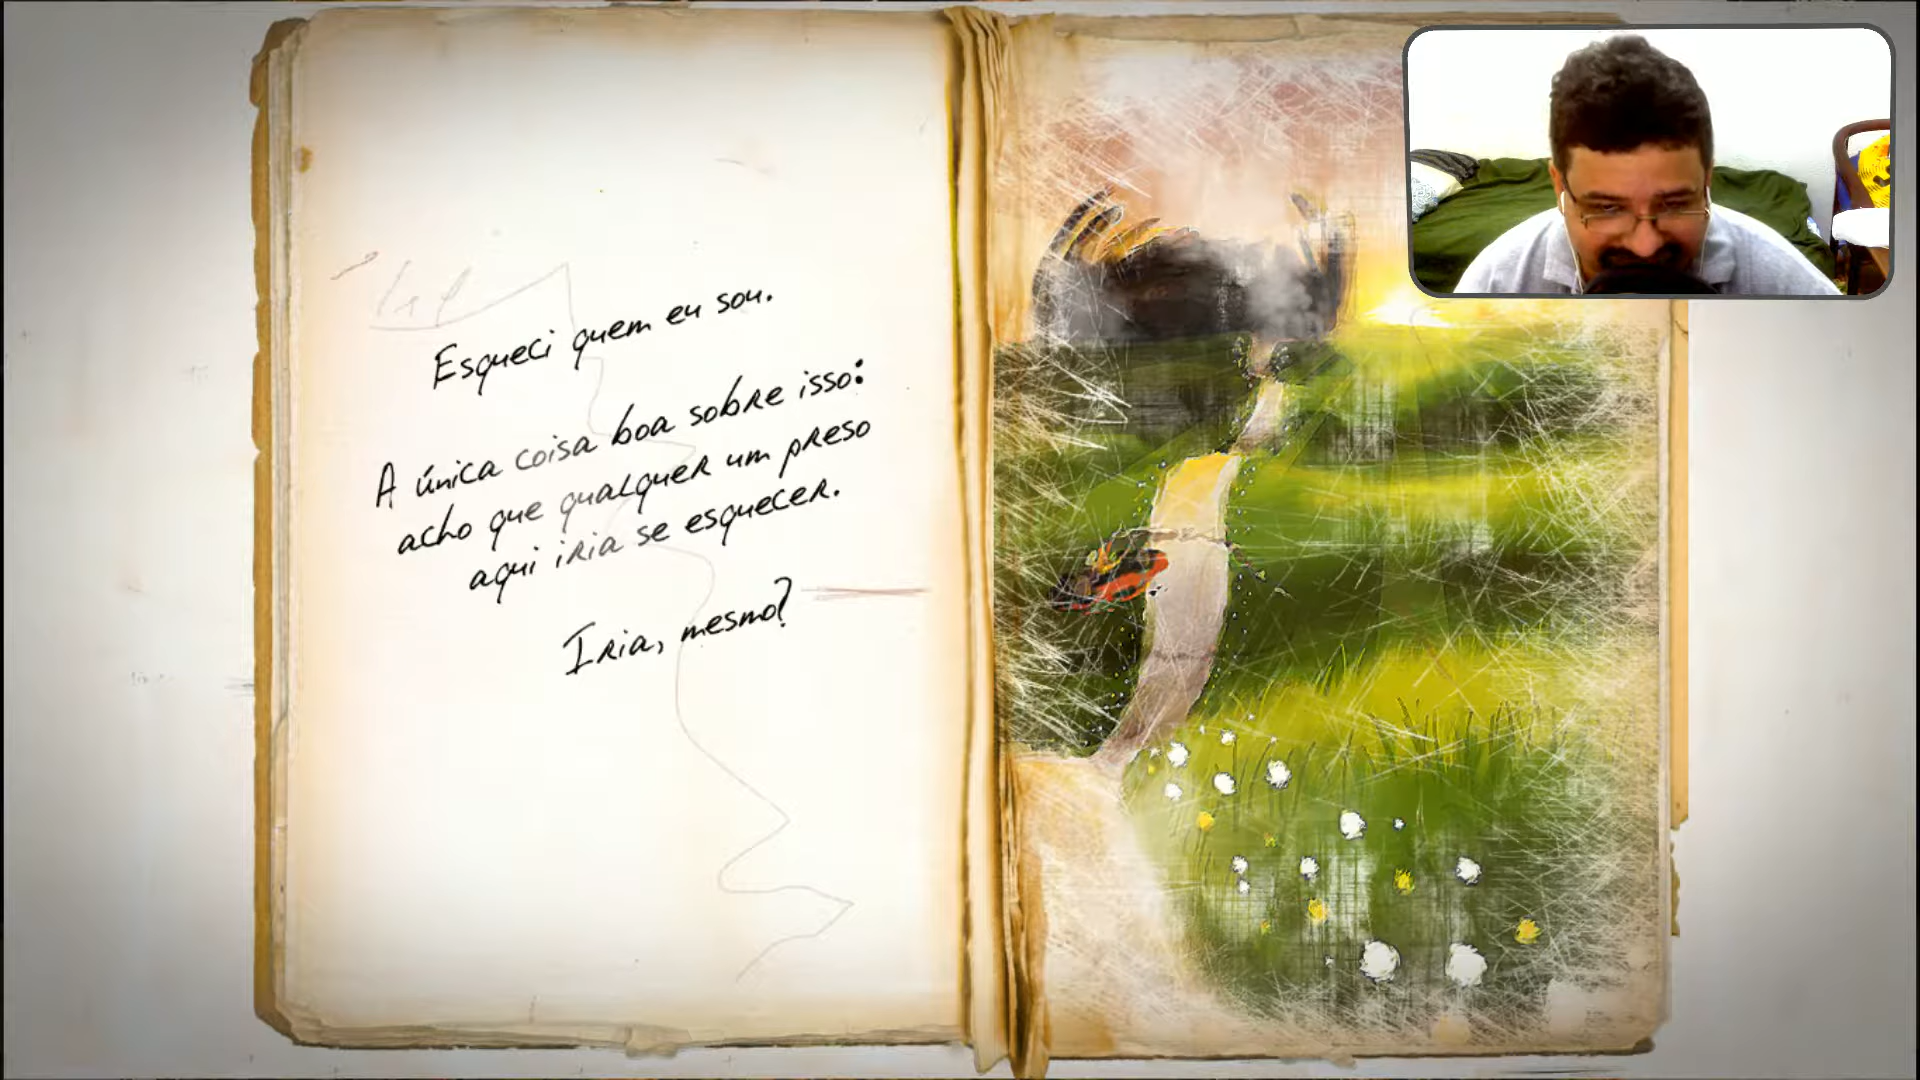 Esqueci quem eu sou.
A única coisa boa sobre isso:
acho que qualquer um preso
aqui iria se esquecer.
Iria, mesmo?